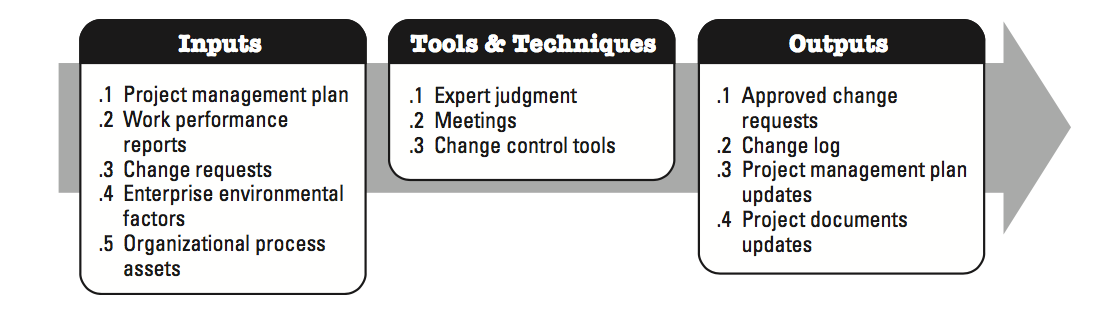 Inputs
.1 Project management plan
.2 Work performance
reports
.3 Change requests
.4 Enterprise environmental
factors
.5 Organizational process
assets
Tools & Techniques
.1 Expert judgment
.2 Meetings
.3 Change control tools
Outputs
.1 Approved change
requests
.2 Change log
.3 Project management plan
updates
.4 Project documents
updates